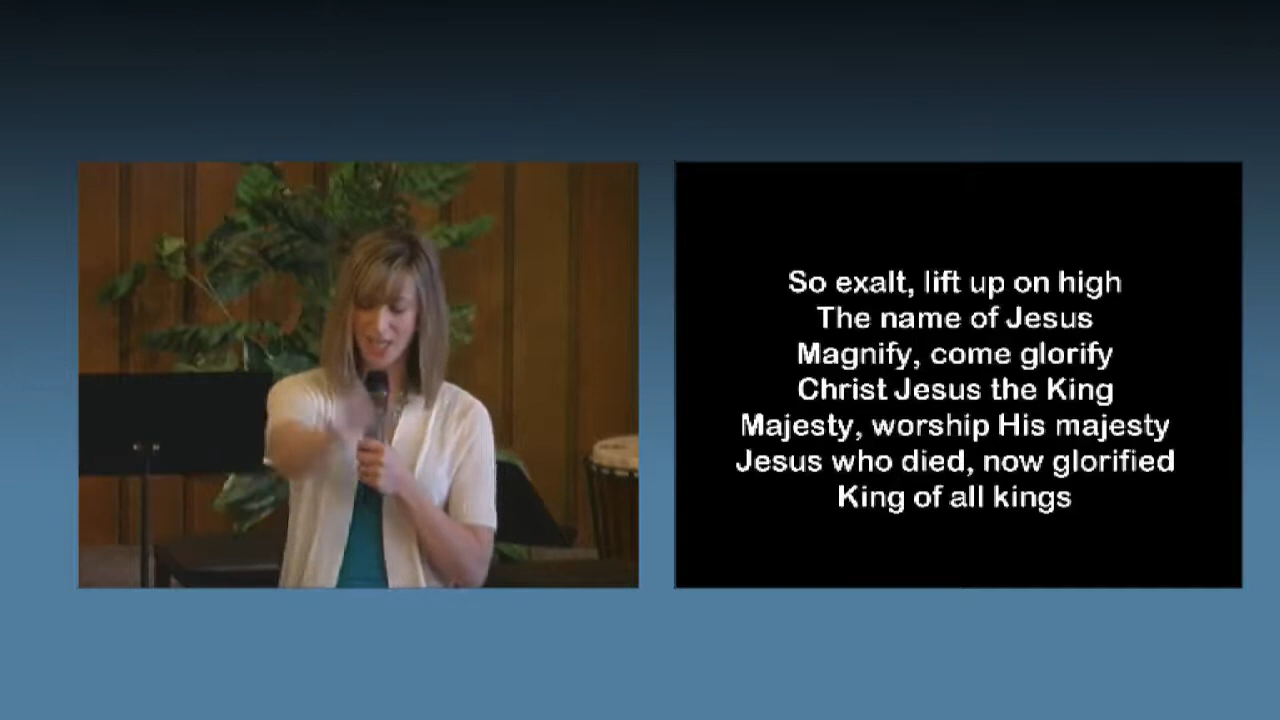 So exalt, lift up on high
The name of Jesus
Magnify, come glorify
Christ Jesus the King
Majesty, worship His majesty
Jesus who died, now glorified
King of all kings